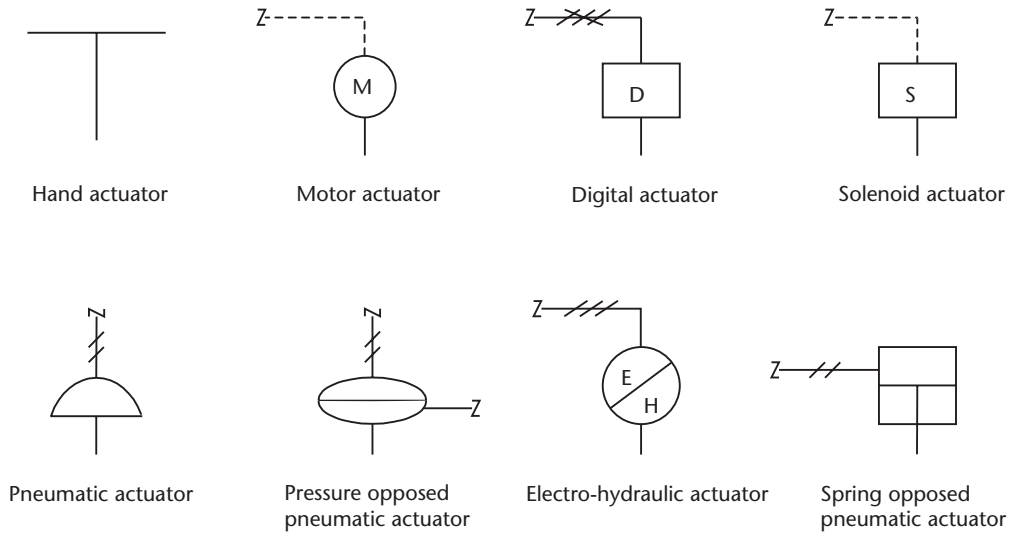 Z
Z
Z
M
D
S
Hand actuator
Motor actuator
Digital actuator
Solenoid actuator
Z
Z
Z
Z
Z
E
H
Pneumatic actuator
Pressure opposed
pneumatic actuator
Electro-hydraulic actuator
Spring opposed
pneumatic actuator